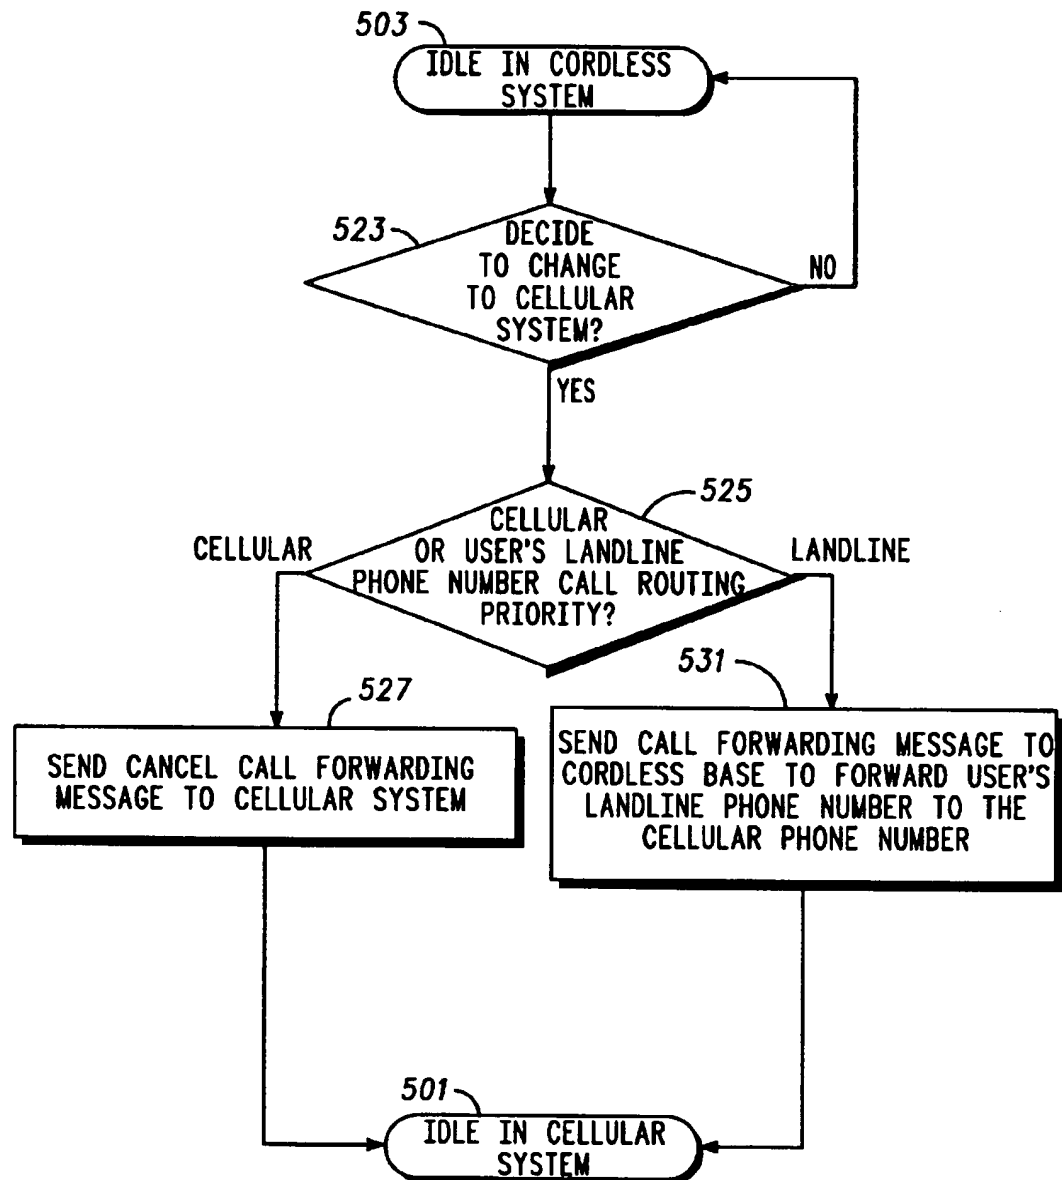 503
IDLE IN CORDLESS
SYSTEM
523
DECIDE
TO CHANGE
TO CELLULAR
SYSTEM?
NO
YES
525
CELLULAR
CELLULAR
OR USER'S LANDLINE
PHONE NUMBER CALL ROUTING
PRIORITY?
LANDLINE
527
SEND CANCEL CALL FORWARDING
MESSAGE TO CELLULAR SYSTEM
531
SEND CALL FORWARDING MESSAGE TO
CORDLESS BASE TO FORWARD USER'S
LANDLINE PHONE NUMBER TO THE
CELLULAR PHONE NUMBER
501
IDLE IN CELLULAR
SYSTEM